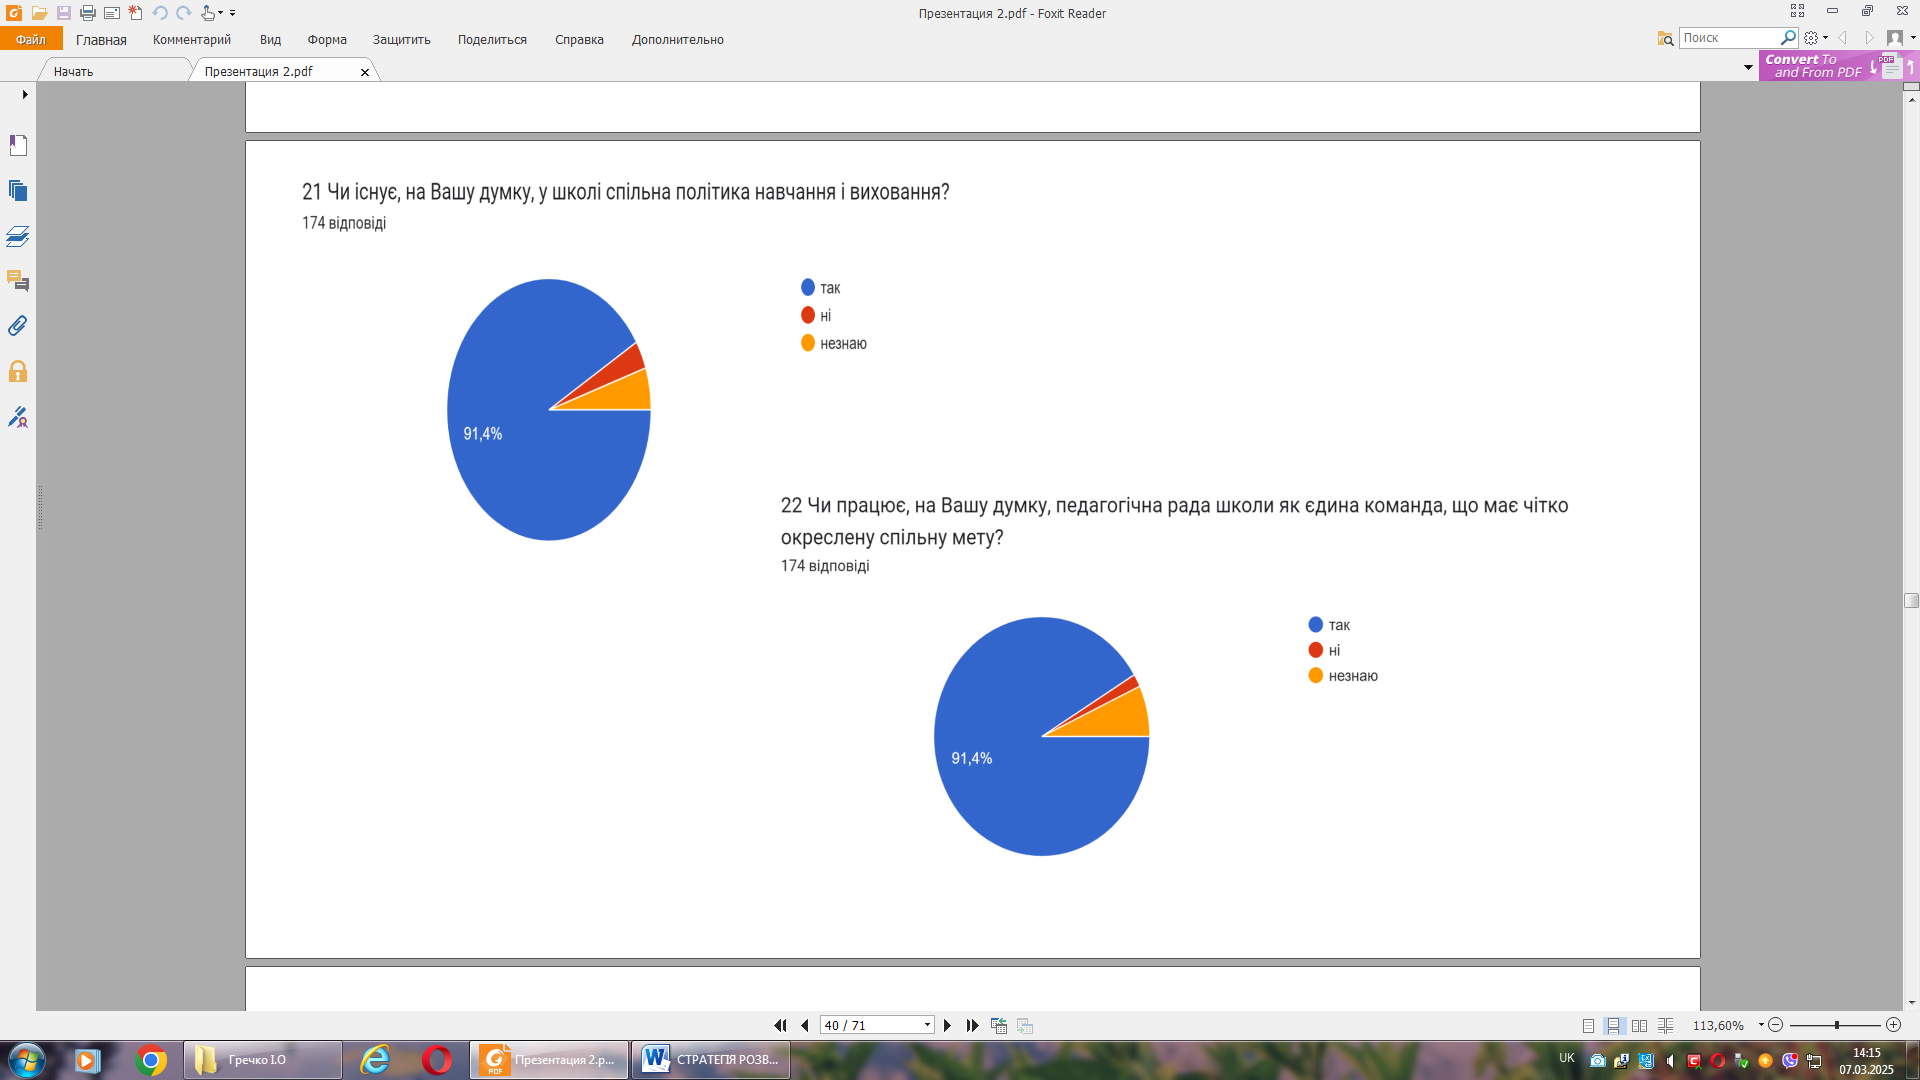 Презентация 2.pdf - Foxit Reader
Файл Главная Комментарий Вид Форма Защитить Поделиться Справка Дополнительно
Поиск
Начать
Презентация 2.pdf
Convert To
and From PDF
PDF
21 Чи існує, на Вашу думку, у школі спільна політика навчання і виховання?
174 відповіді
так
ні
незнаю
91,4%
22 Чи працює, на Вашу думку, педагогічна рада школи як єдина команда, що має чітко
окреслену спільну мету?
174 відповіді
так
ні
незнаю
91,4%
40 / 71
113,60%
Гречко І.О
PDF
Презентация 2.p...
СТРАТЕГІЯ РОЗВ...
UK
14:15
07.03.2025